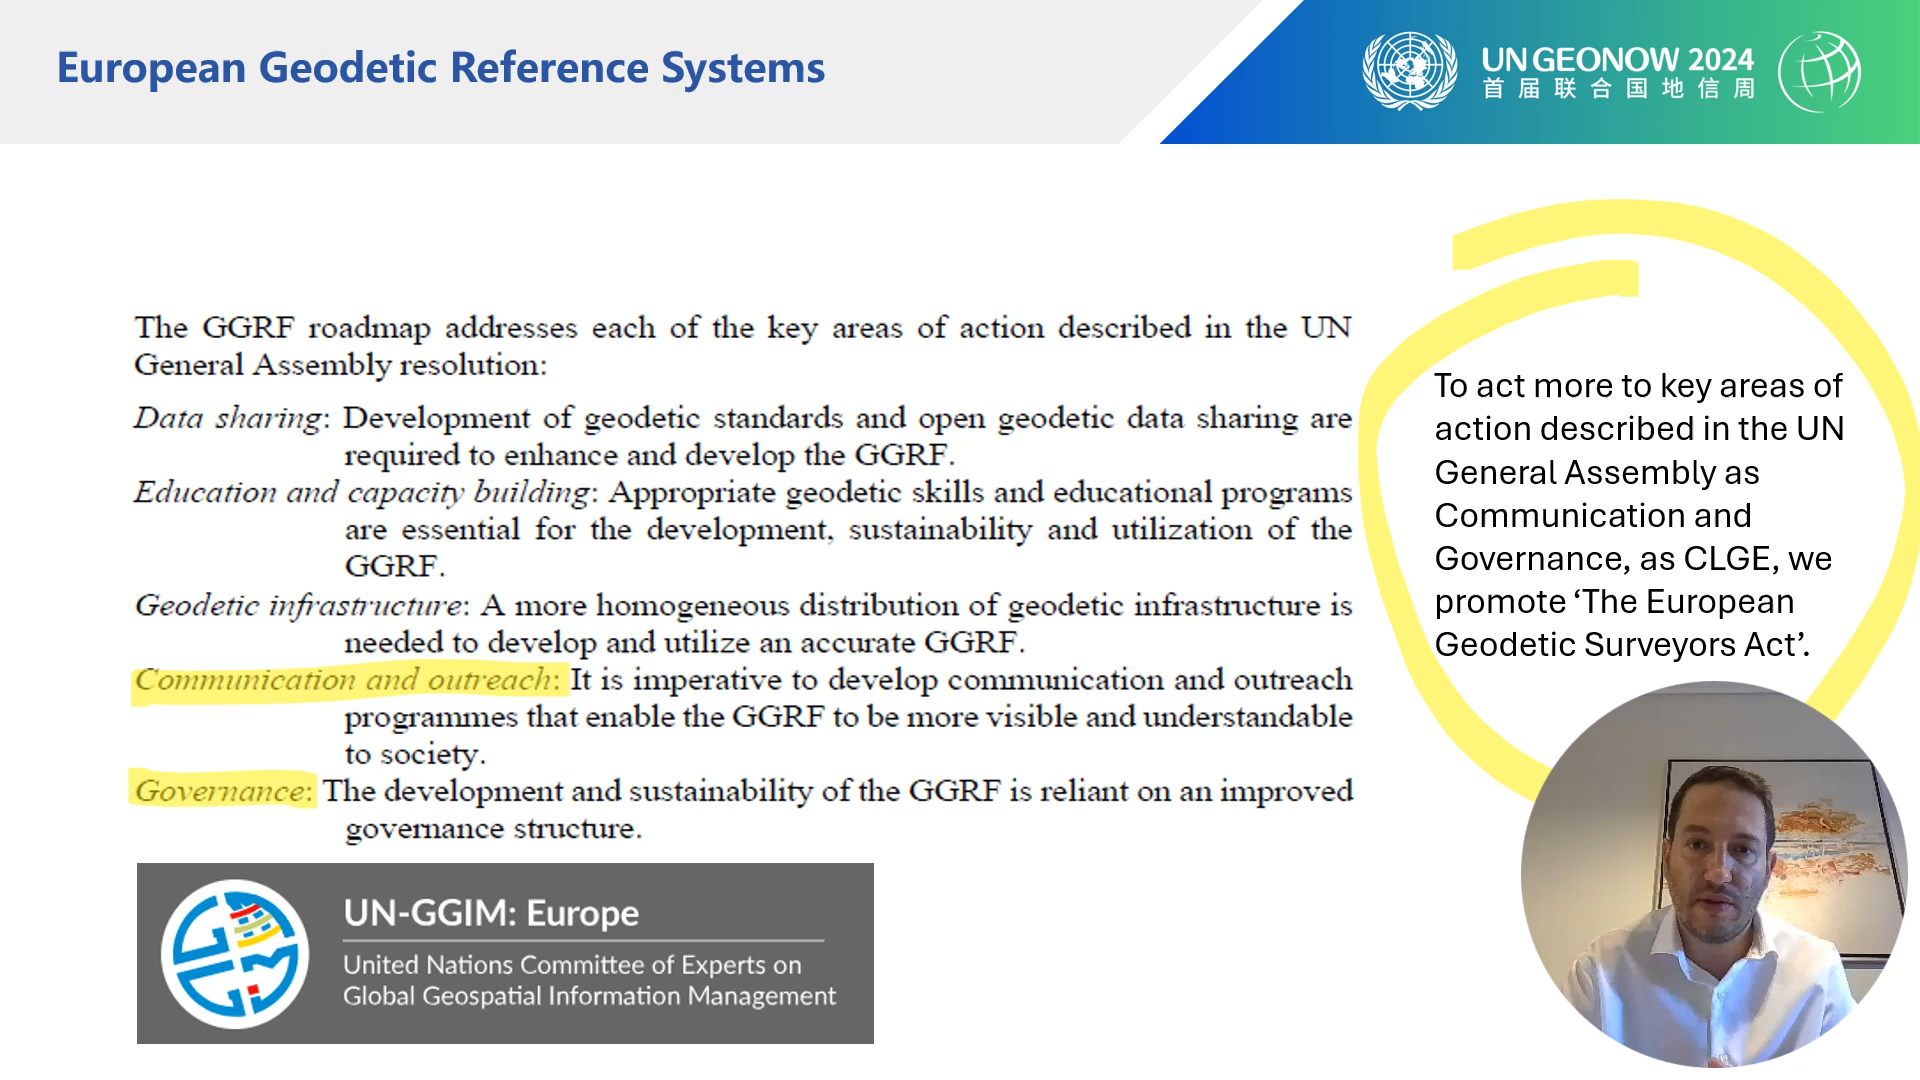 European Geodetic Reference Systems
UN GEONOW 2024
首届联合国地信周
The GGRF roadmap addresses each of the key areas of action described in the UN
General Assembly resolution:
Data sharing: Development of geodetic standards and open geodetic data sharing are
required to enhance and develop the GGRF.
Education and capacity building: Appropriate geodetic skills and educational programs
are essential for the development, sustainability and utilization of the
GGRF.
Geodetic infrastructure: A more homogeneous distribution of geodetic infrastructure is
needed to develop and utilize an accurate GGRF.
Communication and outreach: It is imperative to develop communication and outreach
programmes that enable the GGRF to be more visible and understandable
to society.
Governance: The development and sustainability of the GGRF is reliant on an improved
governance structure.
To act more to key areas of
action described in the UN
General Assembly as
Communication and
Governance, as CLGE, we
promote ‘The European
Geodetic Surveyors Act’.
UN-GGIM: Europe
United Nations Committee of Experts on
Global Geospatial Information Management